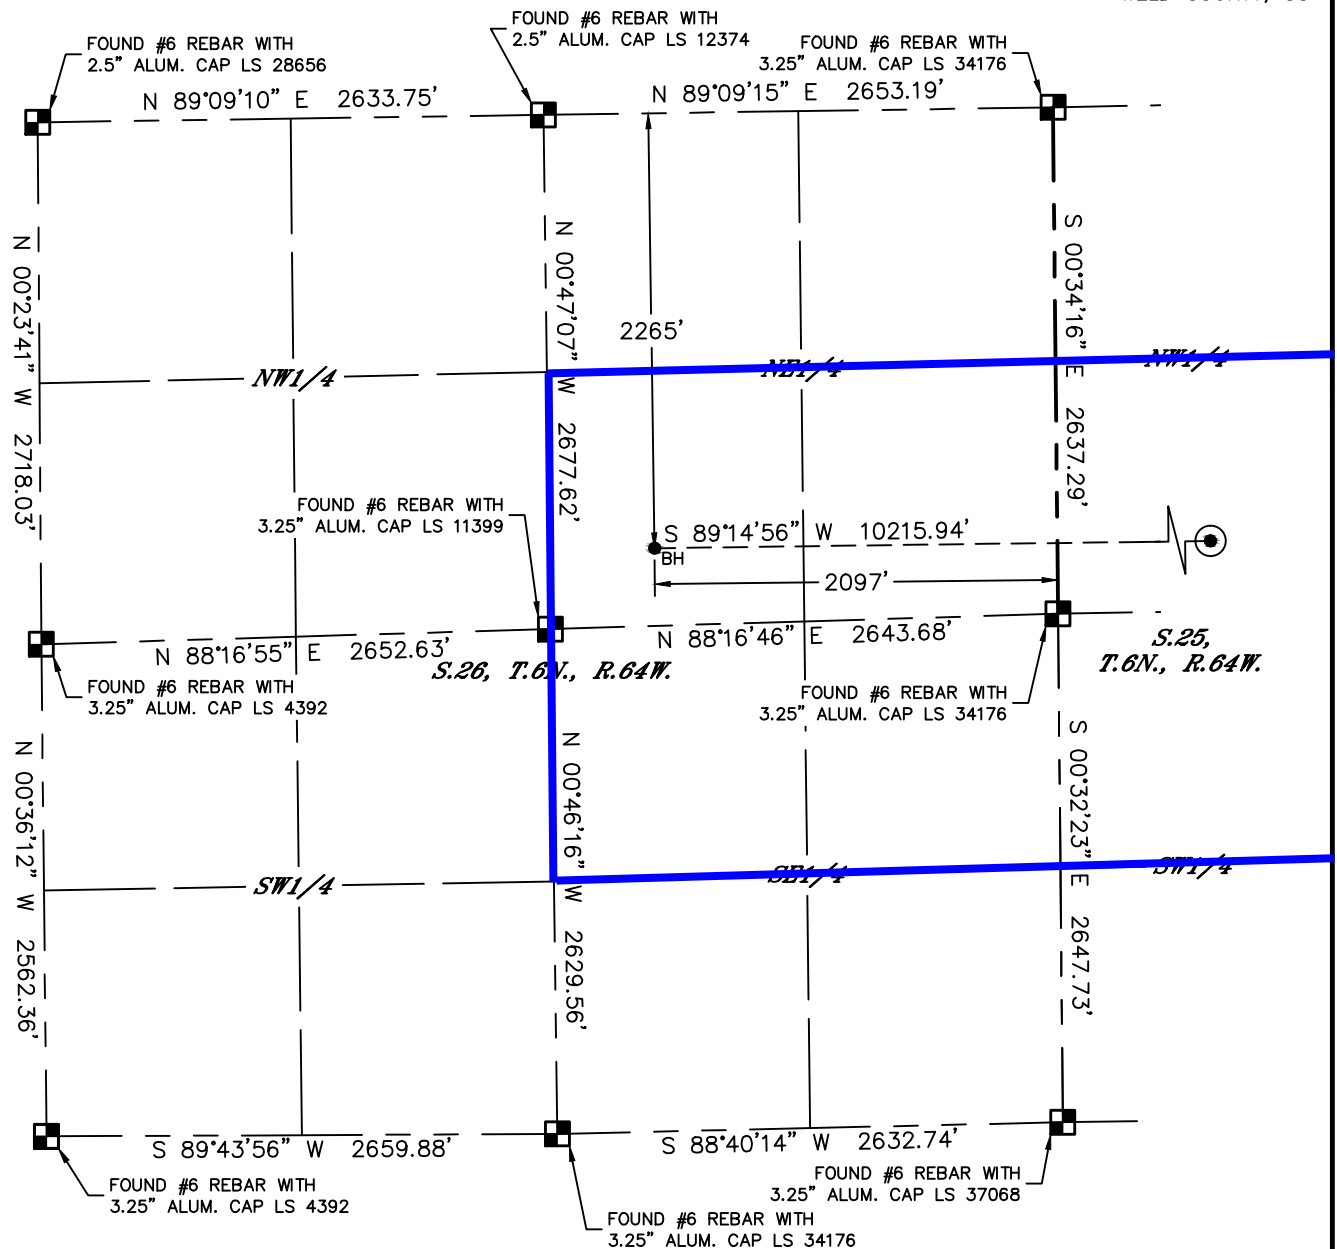 FOUND #6 REBAR WITH
2.5" ALUM. CAP LS 28656
FOUND #6 REBAR WITH
2.5" ALUM. CAP LS 12374
FOUND #6 REBAR WITH
3.25" ALUM. CAP LS 34176
N 89°09'10" E 2633.75'
N 89°09'15" E 2653.19'
N 00°23'41" W 2718.03'
N 00°47'07" W 2677.62'
S 00°34'16" E 2637.29'
2265'
NW1/4
NE1/4
NW1/4
FOUND #6 REBAR WITH
3.25" ALUM. CAP LS 11399
S 89°14'56" W 10215.94'
BH
2097'
N 88°16'55" E 2652.63'
N 88°16'46" E 2643.68'
S.26, T.6N., R.64W.
S.25,
T.6N., R.64W.
FOUND #6 REBAR WITH
3.25" ALUM. CAP LS 4392
FOUND #6 REBAR WITH
3.25" ALUM. CAP LS 34176
N 00°36'12" W 2562.36'
N 00°46'16" W 2629.56'
S 00°32'23" E 2647.73'
SW1/4
SE1/4
SW1/4
S 89°43'56" W 2659.88'
S 88°40'14" W 2632.74'
FOUND #6 REBAR WITH
3.25" ALUM. CAP LS 4392
FOUND #6 REBAR WITH
3.25" ALUM. CAP LS 37068
FOUND #6 REBAR WITH
3.25" ALUM. CAP LS 34176